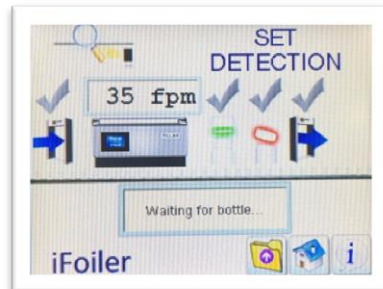 SET
DETECTION
35 fpm
Waiting for bottle...
iFoiler
i